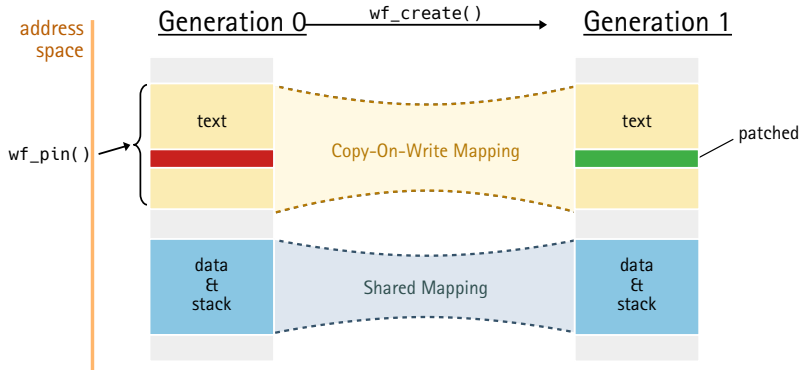 address
space
Generation 0
wf_create()
Generation 1
text
text
patched
wf_pin()
Copy-On-Write Mapping
data
&
stack
Shared Mapping
data
&
stack